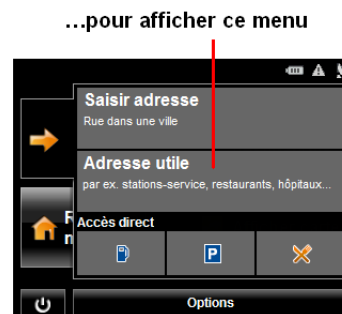 ...pour afficher ce menu
Saisir adresse
Rue dans une ville
Adresse utile
par ex. stations-service, restaurants, hôpitaux...
R
n
Accès direct
P
Options